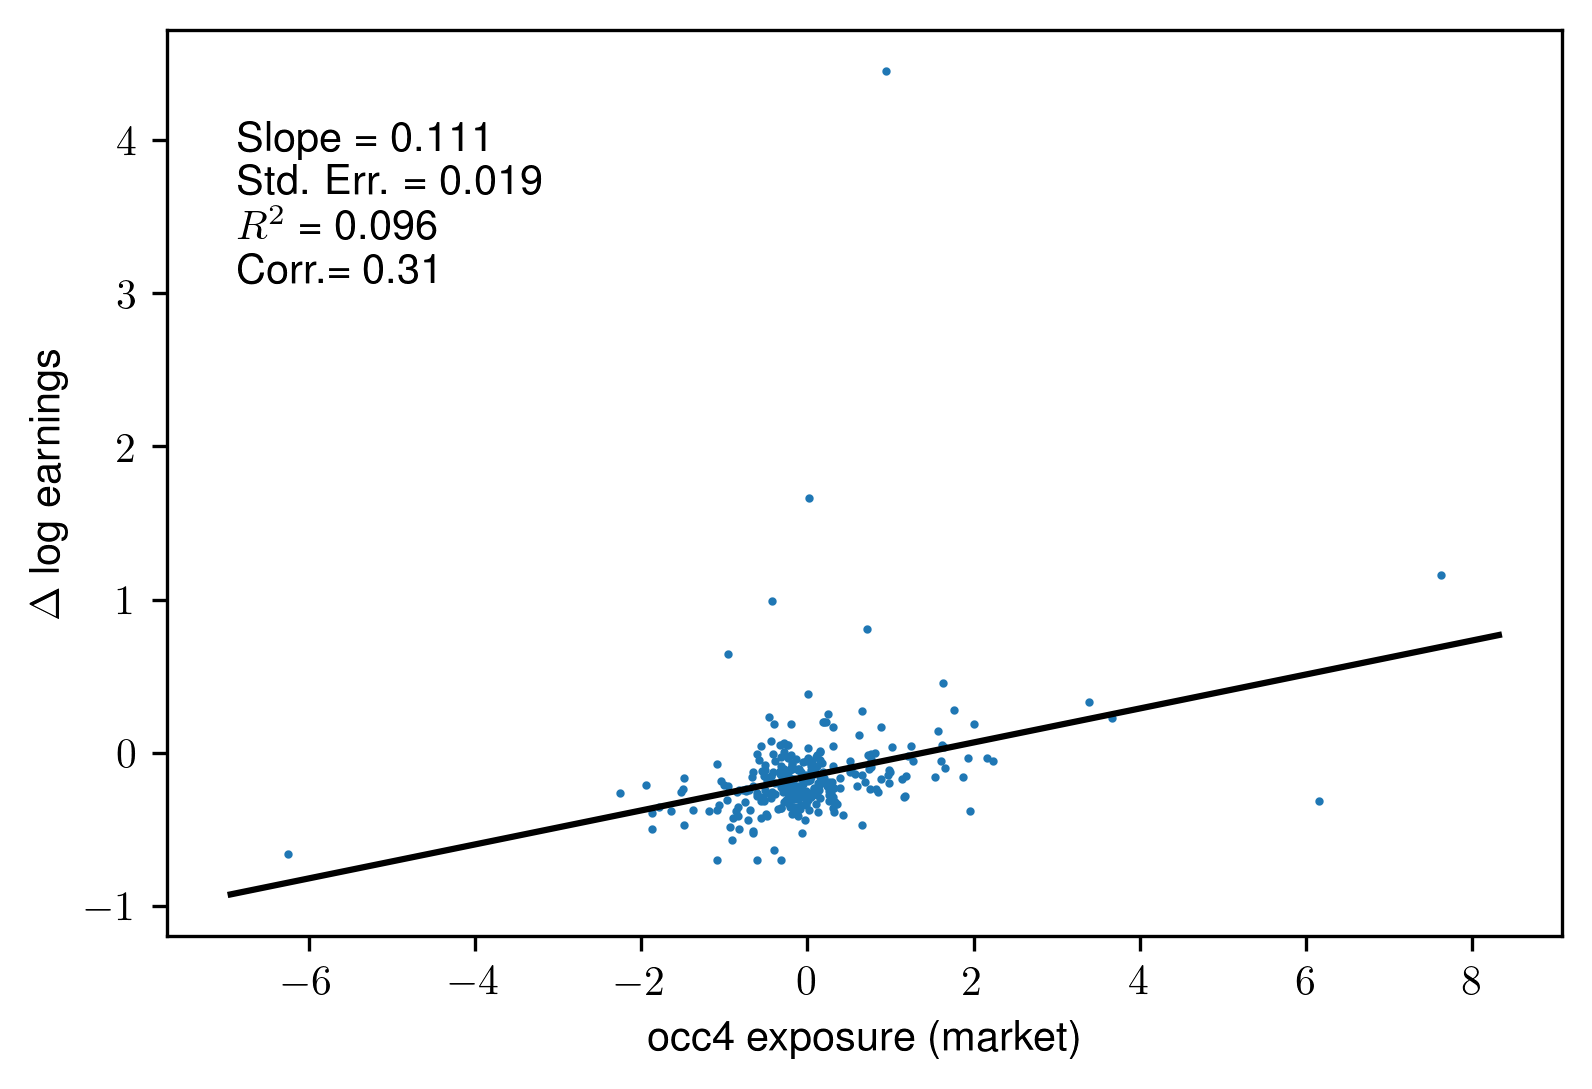 Slope = 0.111
Std. Err. = 0.019
R² = 0.096
Corr.= 0.31
4
3
2
1
0
−1
Δ log earnings
−6 −4 −2 0 2 4 6 8
occ4 exposure (market)